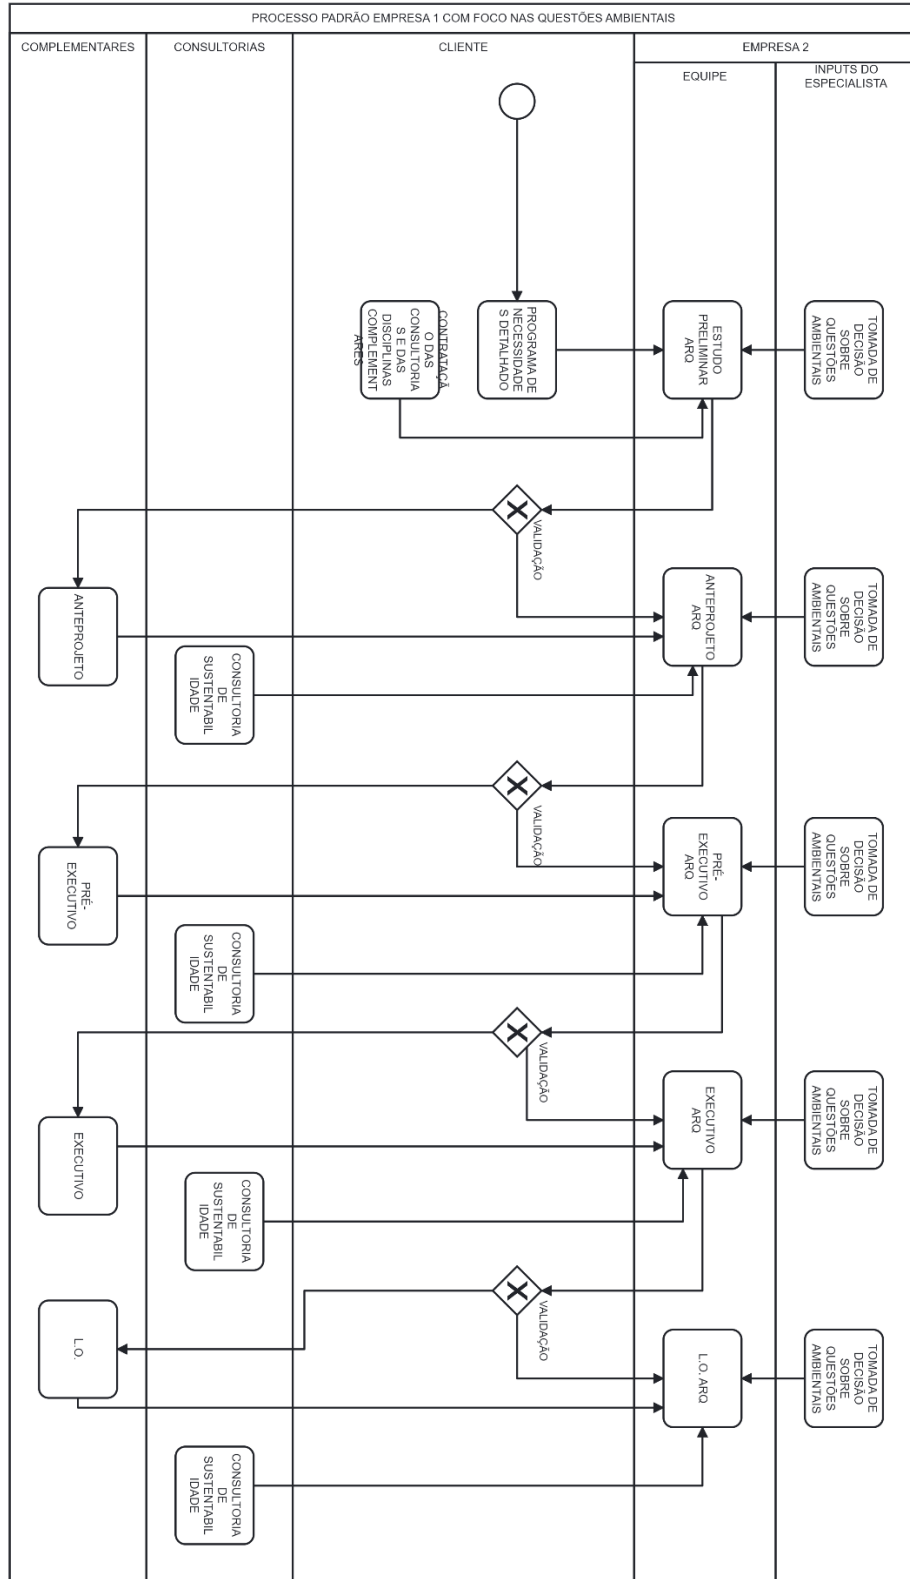 PROCESSO PADRÃO EMPRESA 1 COM FOCO NAS QUESTÕES AMBIENTAIS
COMPLEMENTARES
CONSULTORIAS
CLIENTE
EMPRESA 2
EQUIPE
INPUTS DO
ESPECIALISTA
CONTRATAÇÃ
O DAS
CONSULTORIA
S E DAS
DISCIPLINAS
COMPLEMENT
ARES
PROGRAMA DE
NECESSIDADE
S DETALHADO
ESTUDO
PRELIMINAR
ARQ
TOMADA DE
DECISÃO
SOBRE
QUESTÕES
AMBIENTAIS
VALIDAÇÃO
ANTEPROJETO
CONSULTORIA
DE
SUSTENTABIL
IDADE
ANTEPROJETO
ARQ
TOMADA DE
DECISÃO
SOBRE
QUESTÕES
AMBIENTAIS
VALIDAÇÃO
PRÉ-
EXECUTIVO
CONSULTORIA
DE
SUSTENTABIL
IDADE
PRÉ-
EXECUTIVO
ARQ
TOMADA DE
DECISÃO
SOBRE
QUESTÕES
AMBIENTAIS
VALIDAÇÃO
EXECUTIVO
CONSULTORIA
DE
SUSTENTABIL
IDADE
EXECUTIVO
ARQ
TOMADA DE
DECISÃO
SOBRE
QUESTÕES
AMBIENTAIS
VALIDAÇÃO
L.O.
CONSULTORIA
DE
SUSTENTABIL
IDADE
L.O. ARQ
TOMADA DE
DECISÃO
SOBRE
QUESTÕES
AMBIENTAIS